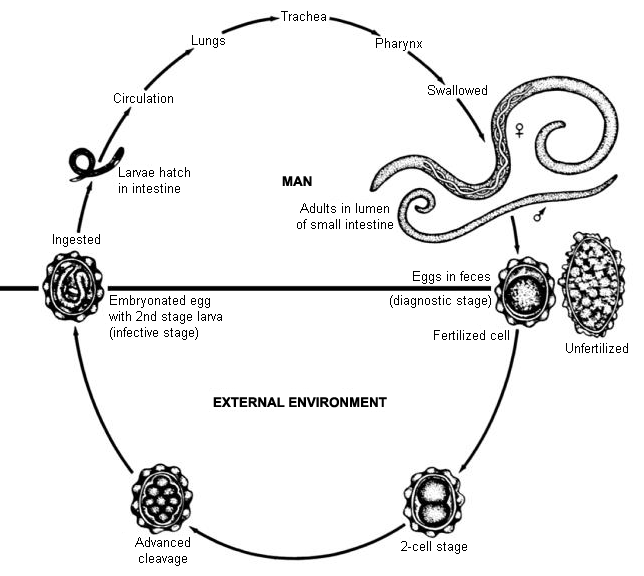 Trachea
Lungs
Pharynx
Swallowed
Circulation
♀
Larvae hatch
in intestine
MAN
Adults in lumen
of small intestine
♂
Ingested
Eggs in feces
(diagnostic stage)
Embryonated egg
with 2nd stage larva
(infective stage)
Fertilized cell
Unfertilized
EXTERNAL ENVIRONMENT
Advanced
cleavage
2-cell stage